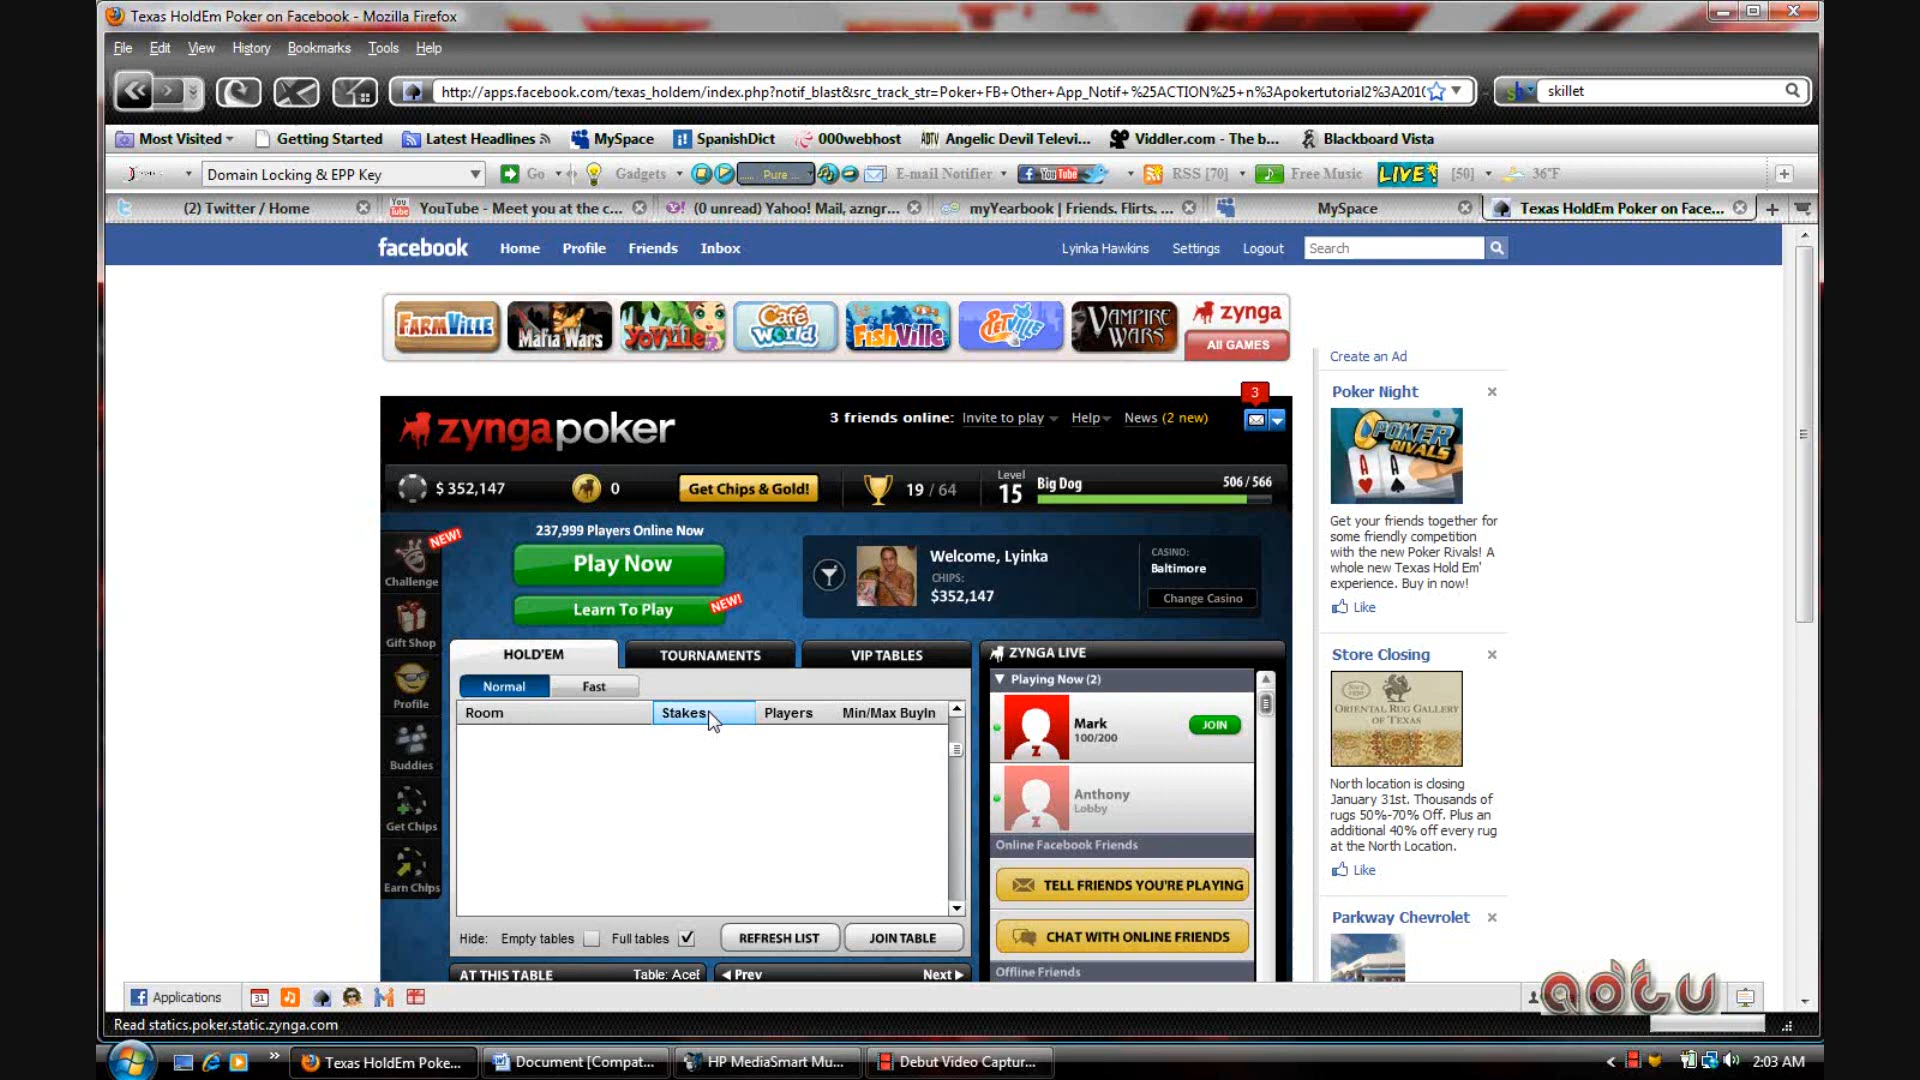 Texas HoldEm Poker on Facebook - Mozilla Firefox
File Edit View History Bookmarks Tools Help
http://apps.facebook.com/texas_holdem/index.php?notif_blast&src_track_str=Poker+FB+Other+App_Notif+%25ACTION%25+n%3Apokertutorial2%3A201
skillet
Most Visited Getting Started Latest Headlines MySpace SpanishDict 000webhost Angelic Devil Televi... Viddler.com - The b... Blackboard Vista
Domain Locking & EPP Key Go Gadgets Pure ... E-mail Notifier YouTube RSS [70] Free Music LIVE! [50] 36°F
(2) Twitter / Home YouTube - Meet you at the c... (0 unread) Yahoo! Mail, azngr... myYearbook | Friends. Flirts. ... MySpace Texas HoldEm Poker on Face...
facebook Home Profile Friends Inbox Lyinka Hawkins Settings Logout Search
FARMVILLE Mafia Wars YoVille Café World FishVille PetVille VAMPIRE WARS zynga
All GAMES
Create an Ad
Poker Night
POKER RIVALS
Get your friends together for
some friendly competition
with the new Poker Rivals! A
whole new Texas Hold Em'
experience. Buy in now!
Like
Store Closing
ORIENTAL RUG GALLERY
OF TEXAS
North location is closing
January 31st. Thousands of
rugs 50%-70% Off. Plus an
additional 40% off every rug
at the North Location.
Like
Parkway Chevrolet
zyngapoker
3 friends online: Invite to play Help News (2 new) 3
$ 352,147 0 Get Chips & Gold! 19 / 64 Level 15 Big Dog 506 / 566
237,999 Players Online Now
Play Now
Learn To Play NEW!
Welcome, Lyinka
CHIPS:
$352,147
CASINO:
Baltimore
Change Casino
NEW!
Challenge
Gift Shop
Profile
Buddies
Get Chips
Earn Chips
HOLD'EM TOURNAMENTS VIP TABLES
Normal Fast
Room Stakes Players Min/Max BuyIn
Hide: Empty tables Full tables REFRESH LIST JOIN TABLE
AT THIS TABLE Table: Acef Prev Next
ZYNGA LIVE
Playing Now (2)
Mark
100/200
JOIN
Anthony
Lobby
Online Facebook Friends
TELL FRIENDS YOU'RE PLAYING
CHAT WITH ONLINE FRIENDS
Offline Friends
Applications 31
adtv
Read statics.poker.static.zynga.com
Texas HoldEm Poke... Document [Compat... HP MediaSmart Mu... Debut Video Captur... 2:03 AM